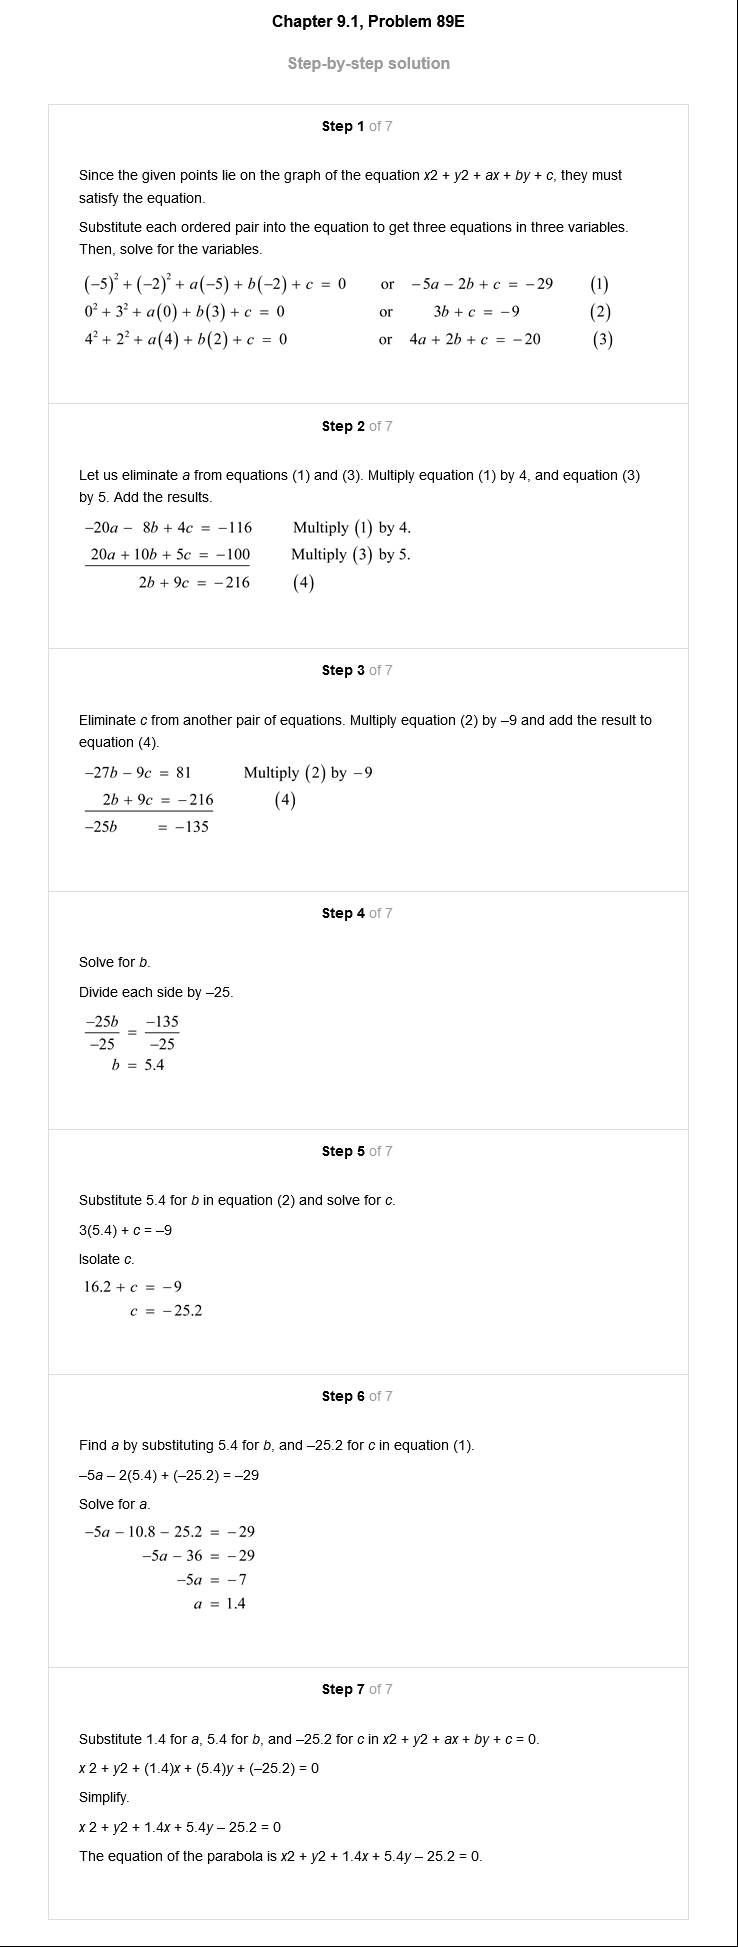 Chapter 9.1, Problem 89E
Step-by-step solution
Step 1 of 7
Since the given points lie on the graph of the equation x2 + y2 + ax + by + c, they must
satisfy the equation.
Substitute each ordered pair into the equation to get three equations in three variables.
Then, solve for the variables.
(−5)² + (−2)² + a(−5) + b(−2) + c = 0 or −5a − 2b + c = −29 (1)
0² + 3² + a(0) + b(3) + c = 0 or 3b + c = −9 (2)
4² + 2² + a(4) + b(2) + c = 0 or 4a + 2b + c = −20 (3)
Step 2 of 7
Let us eliminate a from equations (1) and (3). Multiply equation (1) by 4, and equation (3)
by 5. Add the results.
−20a − 8b + 4c = −116 Multiply (1) by 4.
20a + 10b + 5c = −100 Multiply (3) by 5.
2b + 9c = −216 (4)
Step 3 of 7
Eliminate c from another pair of equations. Multiply equation (2) by –9 and add the result to
equation (4).
−27b − 9c = 81 Multiply (2) by −9
2b + 9c = −216 (4)
−25b = −135
Step 4 of 7
Solve for b.
Divide each side by –25.
−25b/−25 = −135/−25
b = 5.4
Step 5 of 7
Substitute 5.4 for b in equation (2) and solve for c.
3(5.4) + c = –9
Isolate c.
16.2 + c = −9
c = −25.2
Step 6 of 7
Find a by substituting 5.4 for b, and –25.2 for c in equation (1).
–5a – 2(5.4) + (–25.2) = –29
Solve for a.
−5a − 10.8 − 25.2 = −29
−5a − 36 = −29
−5a = −7
a = 1.4
Step 7 of 7
Substitute 1.4 for a, 5.4 for b, and –25.2 for c in x2 + y2 + ax + by + c = 0.
x 2 + y2 + (1.4)x + (5.4)y + (–25.2) = 0
Simplify.
x 2 + y2 + 1.4x + 5.4y – 25.2 = 0
The equation of the parabola is x2 + y2 + 1.4x + 5.4y – 25.2 = 0.